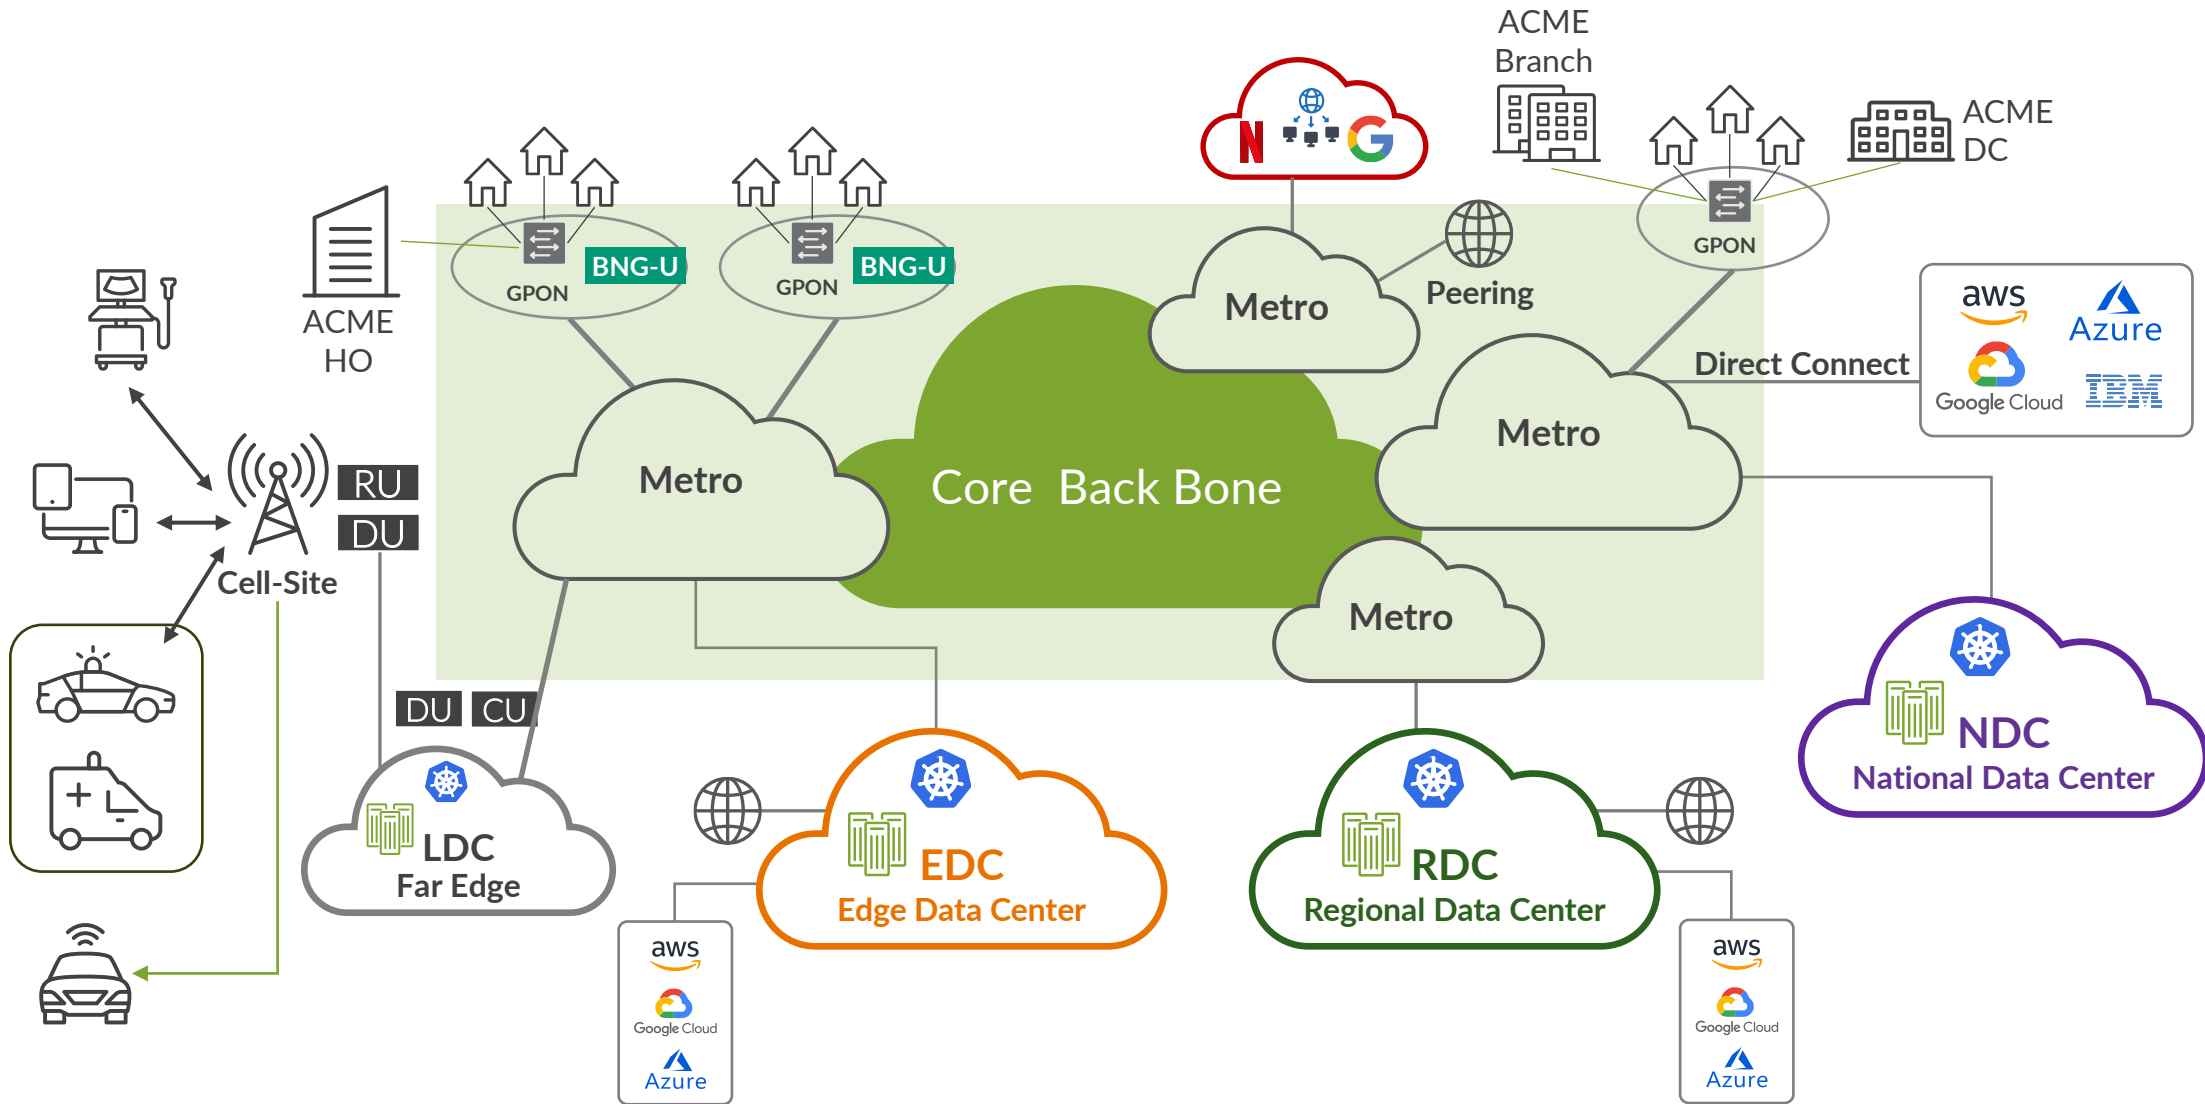 ACME
Branch
ACME
DC
GPON
BNG-U
GPON
BNG-U
GPON
ACME
HO
N
G
Peering
Metro
Direct Connect
aws
Azure
Google Cloud
IBM
Metro
Metro
Core Back Bone
RU
DU
Cell-Site
Metro
DU
CU
LDC
Far Edge
EDC
Edge Data Center
RDC
Regional Data Center
NDC
National Data Center
aws
Google Cloud
Azure
aws
Google Cloud
Azure